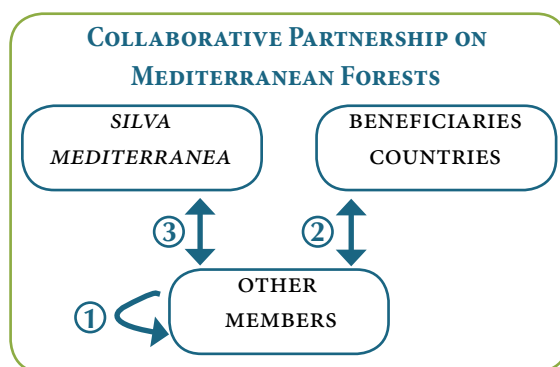 COLLABORATIVE PARTNERSHIP ON
MEDITERRANEAN FORESTS
SILVA
MEDITERRANEA
BENEFICIARIES
COUNTRIES
③
②
OTHER
MEMBERS
①